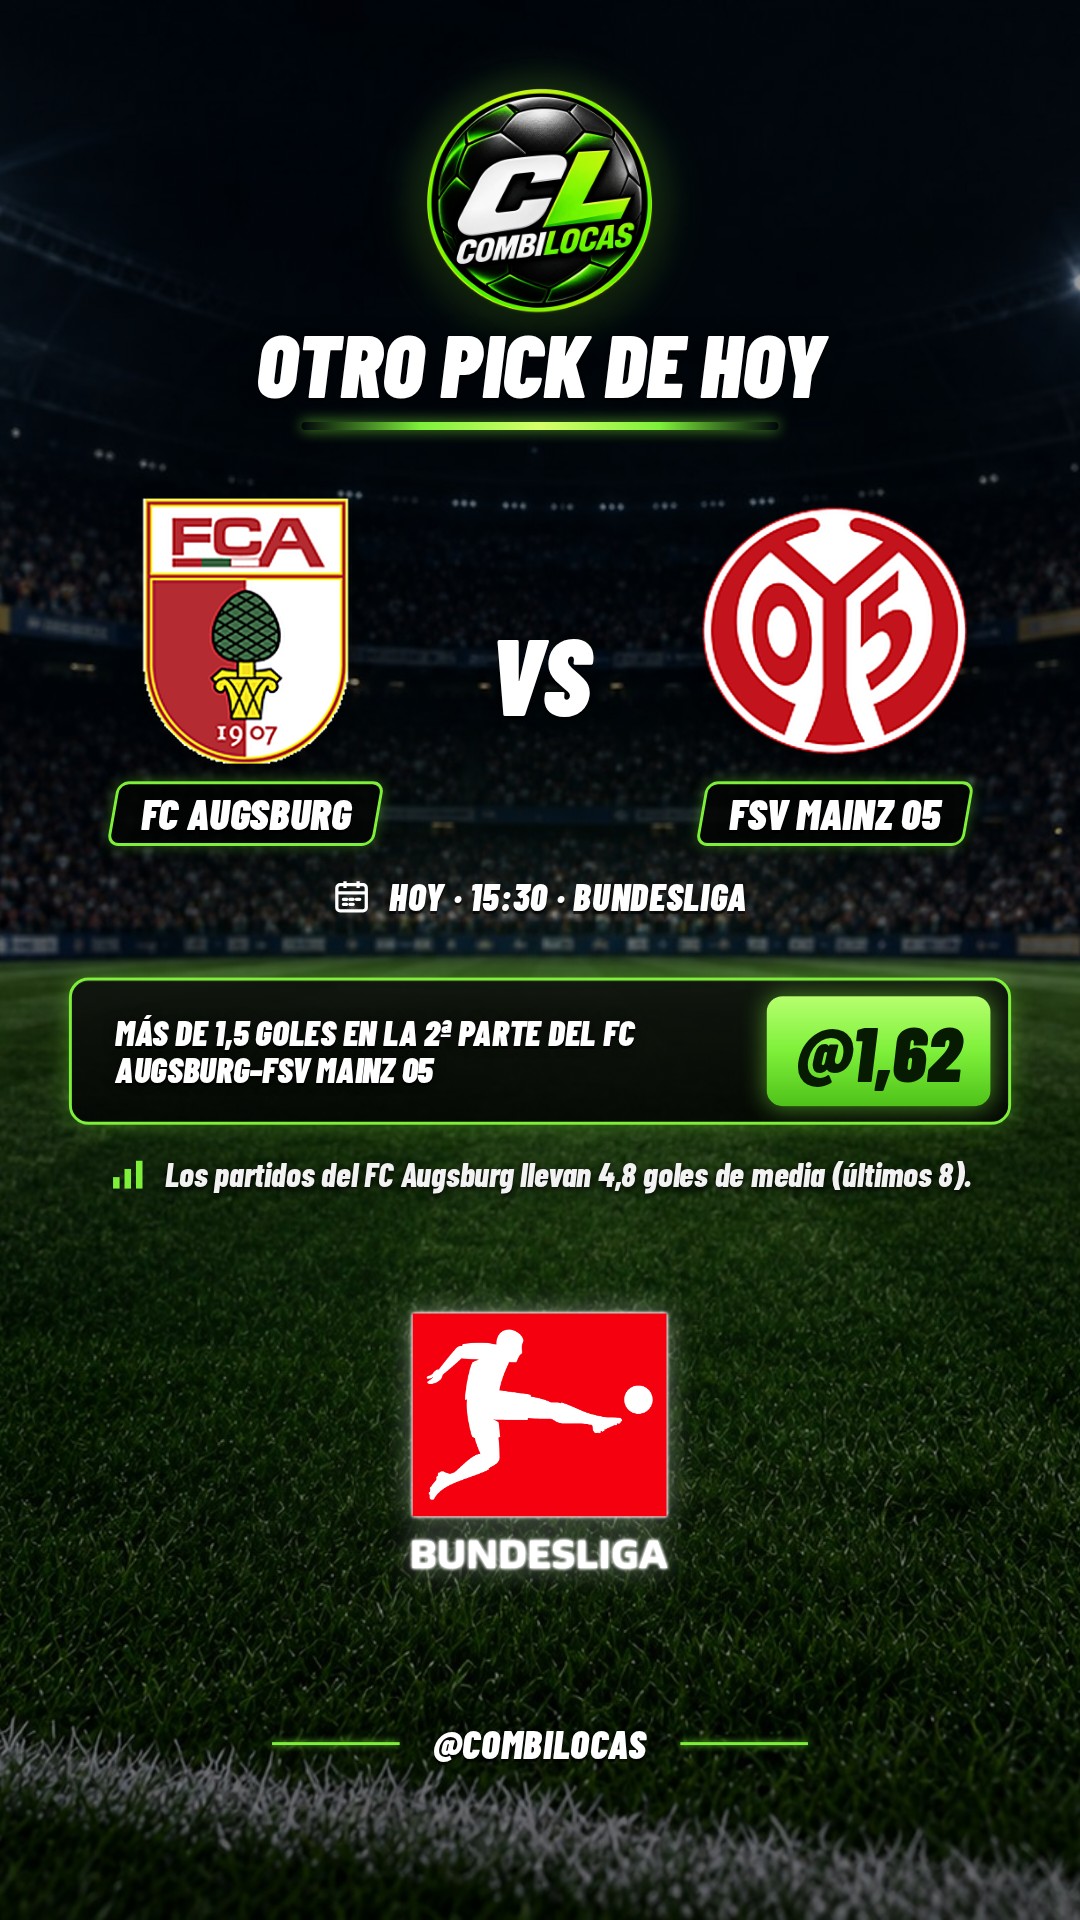 CL
COMBILOCAS
OTRO PICK DE HOY
FCA
1907
05
VS
FC AUGSBURG
FSV MAINZ 05
HOY · 15:30 · BUNDESLIGA
MÁS DE 1,5 GOLES EN LA 2ª PARTE DEL FC
AUGSBURG–FSV MAINZ 05
@1,62
Los partidos del FC Augsburg llevan 4,8 goles de media (últimos 8).
BUNDESLIGA
@COMBILOCAS